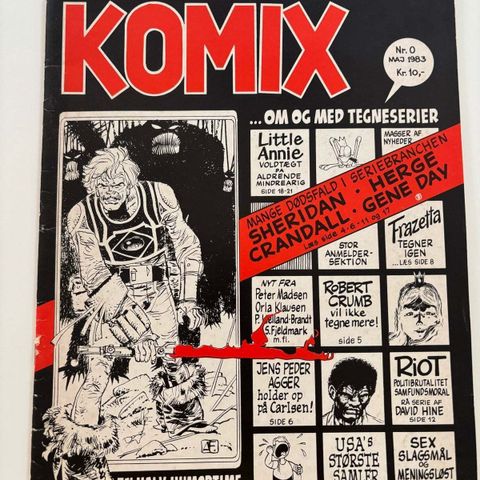 KOMIX
Nr. 0
MAJ 1983
Kr. 10,-
...OM OG MED TEGNESERIER
Little
Annie
VOLDTÆGT
PÅ
ALDRENDE
MINDREÅRIG
SIDE 18-21
MASSER AF
NYHEDER
MANGE DØDSFALD I SERIEBRANCHEN
SHERIDAN · HERGE
CRANDALL · GENE DAY
Læs side 4-6-11 og 17
Frazetta
TEGNER
IGEN
...LÆS SIDE 8
STOR
ANMELDER-
SEKTION
NYT FRA
Peter Madsen
Orla Klausen
P. Kielland-Brandt
S. Fjeldmark
m.fl.
ROBERT
CRUMB
vil ikke
tegne mere!
side 5
JENS PEDER
AGGER
holder op
på Carlsen!
SIDE 6
RIOT
POLITIBRUTALITET
SAMFUNDSMORAL
RÅ SERIE AF
DAVID HINE
SIDE 12
USA's
STØRSTE
SAMLER
SEX
SLAGSMÅL
OG
MENINGSLØST